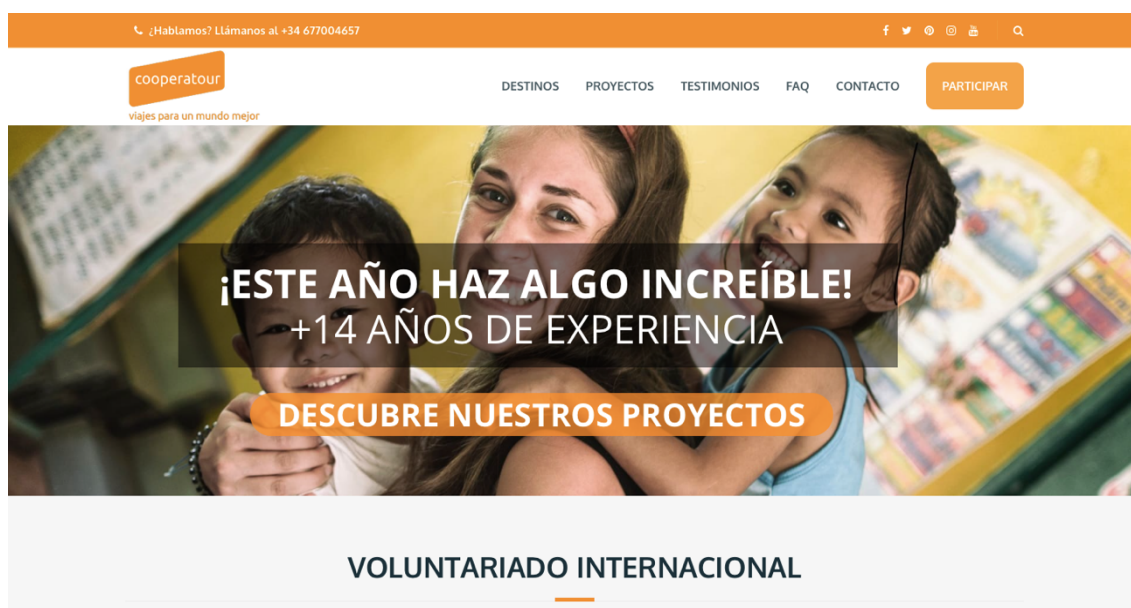 ¿Hablamos? Llámanos al +34 677004657
cooperatour
viajes para un mundo mejor
DESTINOS PROYECTOS TESTIMONIOS FAQ CONTACTO PARTICIPAR
¡ESTE AÑO HAZ ALGO INCREÍBLE!
+14 AÑOS DE EXPERIENCIA
DESCUBRE NUESTROS PROYECTOS
VOLUNTARIADO INTERNACIONAL